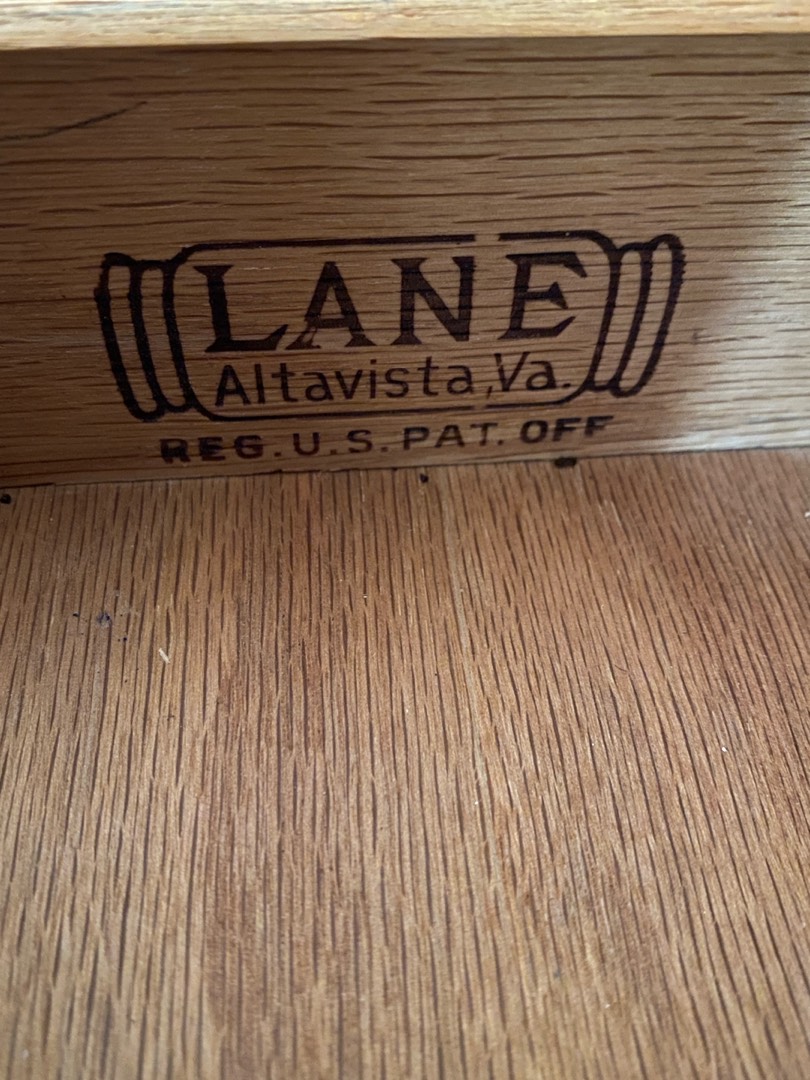 LANE
Altavista, Va.
REG. U.S. PAT. OFF